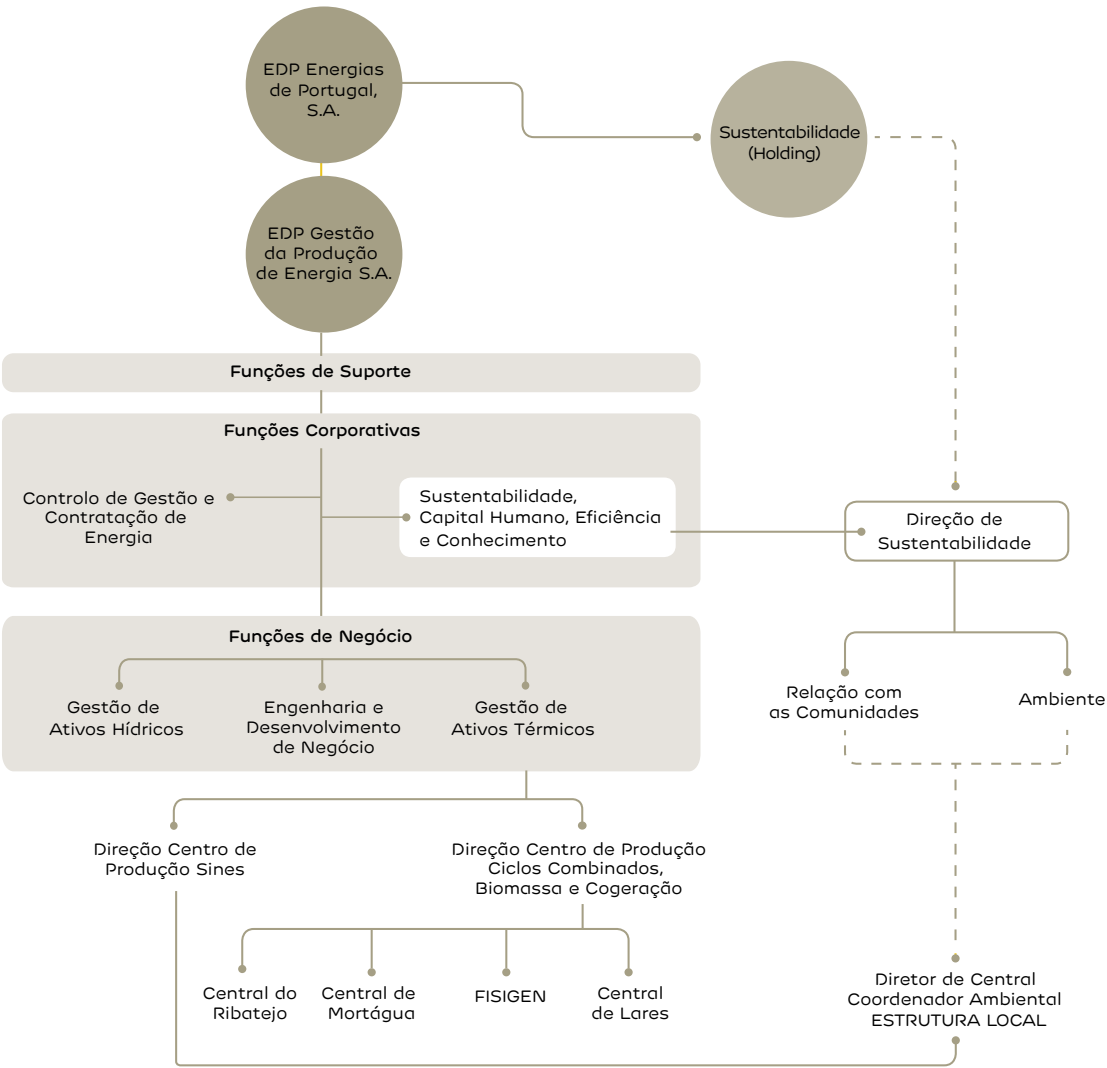 EDP Energias
de Portugal,
S.A.
Sustentabilidade
(Holding)
EDP Gestão
da Produção
de Energia S.A.
Funções de Suporte
Funções Corporativas
Controlo de Gestão e
Contratação de
Energia
Sustentabilidade,
Capital Humano, Eficiência
e Conhecimento
Direção de
Sustentabilidade
Funções de Negócio
Gestão de
Ativos Hídricos
Engenharia e
Desenvolvimento
de Negócio
Gestão de
Ativos Térmicos
Relação com
as Comunidades
Ambiente
Direção Centro de
Produção Sines
Direção Centro de Produção
Ciclos Combinados,
Biomassa e Cogeração
Central do
Ribatejo
Central de
Mortágua
FISIGEN
Central
de Lares
Diretor de Central
Coordenador Ambiental
ESTRUTURA LOCAL